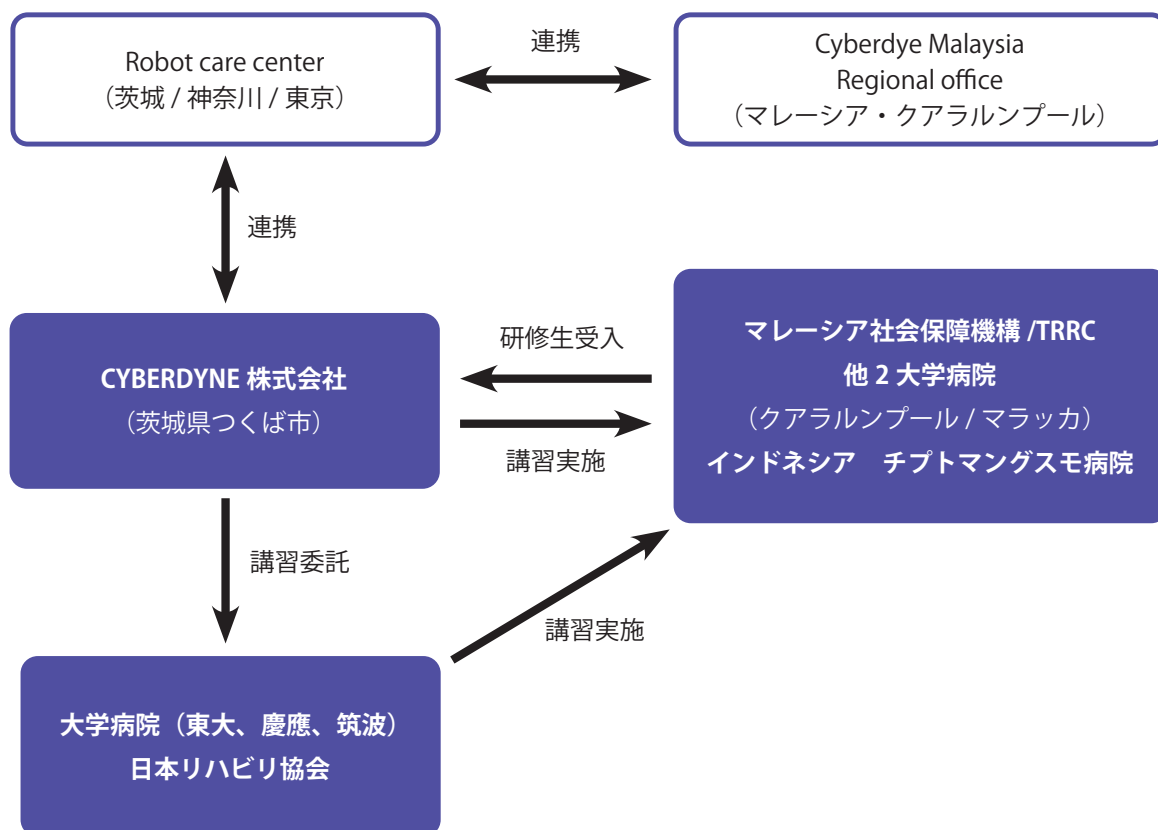 Robot care center
（茨城 / 神奈川 / 東京）
連携
Cyberdye Malaysia
Regional office
（マレーシア・クアラルンプール）
連携
CYBERDYNE 株式会社
（茨城県つくば市）
研修生受入
講習実施
マレーシア社会保障機構 /TRRC
他 2 大学病院
（クアラルンプール / マラッカ）
インドネシア　チプトマングスモ病院
講習委託
講習実施
大学病院（東大、慶應、筑波）
日本リハビリ協会